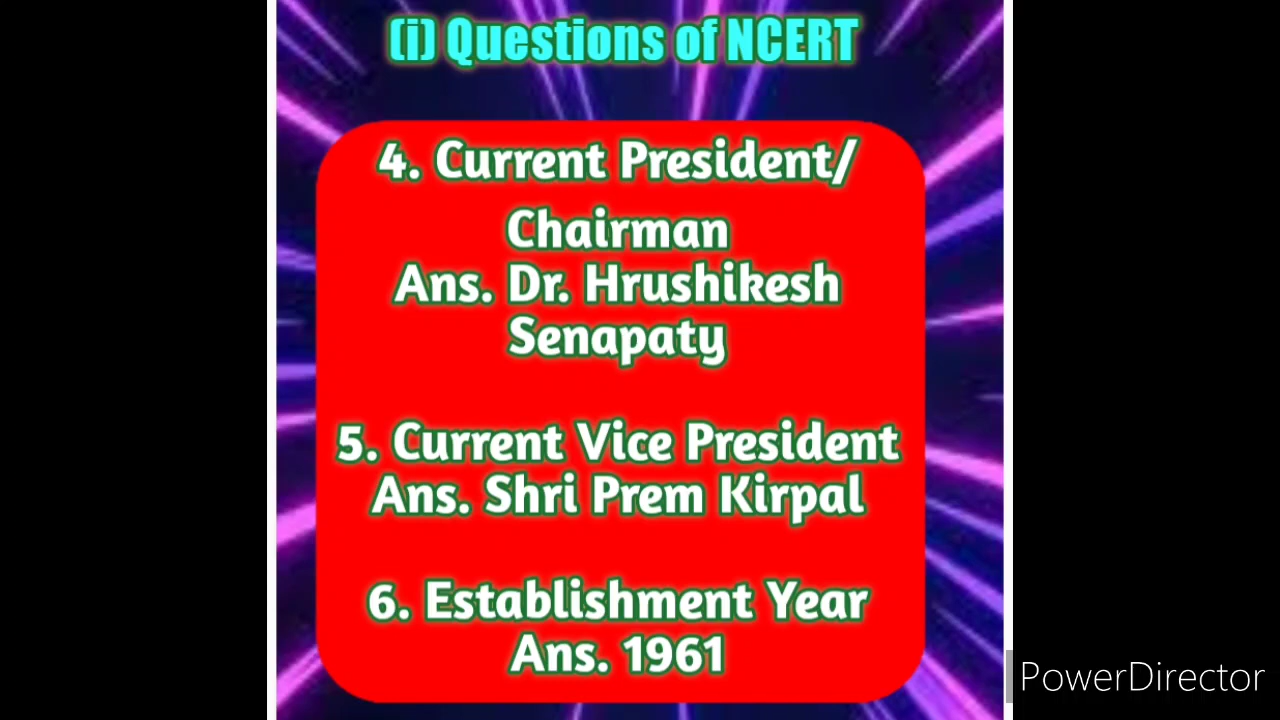 (i) Questions of NCERT
4. Current President/
Chairman
Ans. Dr. Hrushikesh
Senapaty
5. Current Vice President
Ans. Shri Prem Kirpal
6. Establishment Year
Ans. 1961
PowerDirector